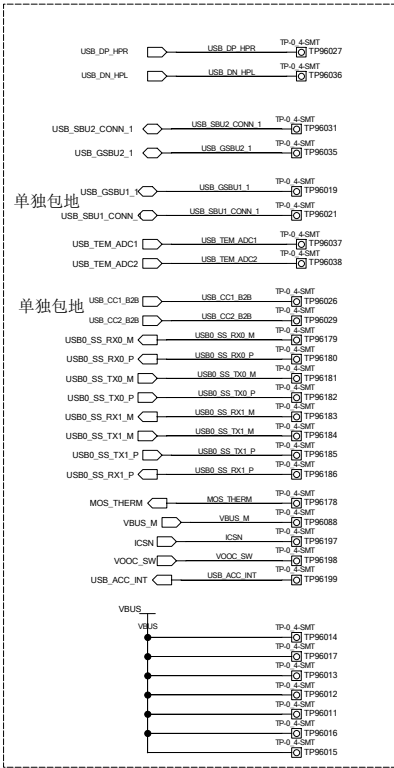 TP-0_4-SMT
USB_DP_HPR USB_DP_HPR TP96027
TP-0_4-SMT
USB_DN_HPL USB_DN_HPL TP96036
TP-0_4-SMT
USB_SBU2_CONN_1 USB_SBU2_CONN_1 TP96031
TP-0_4-SMT
USB_GSBU2_1 USB_GSBU2_1 TP96035
TP-0_4-SMT
USB_GSBU1_1 USB_GSBU1_1 TP96019
单独包地
TP-0_4-SMT
USB_SBU1_CONN_ USB_SBU1_CONN_1 TP96021
TP-0_4-SMT
USB_TEM_ADC1 USB_TEM_ADC1 TP96037
TP-0_4-SMT
USB_TEM_ADC2 USB_TEM_ADC2 TP96038
TP-0_4-SMT
USB_CC1_B2B USB_CC1_B2B TP96026
单独包地
TP-0_4-SMT
USB_CC2_B2B USB_CC2_B2B TP96029
TP-0_4-SMT
USB0_SS_RX0_M USB0_SS_RX0_M TP96179
TP-0_4-SMT
USB0_SS_RX0_P USB0_SS_RX0_P TP96180
TP-0_4-SMT
USB0_SS_TX0_M USB0_SS_TX0_M TP96181
TP-0_4-SMT
USB0_SS_TX0_P USB0_SS_TX0_P TP96182
TP-0_4-SMT
USB0_SS_RX1_M USB0_SS_RX1_M TP96183
TP-0_4-SMT
USB0_SS_TX1_M USB0_SS_TX1_M TP96184
TP-0_4-SMT
USB0_SS_TX1_P USB0_SS_TX1_P TP96185
TP-0_4-SMT
USB0_SS_RX1_P USB0_SS_RX1_P TP96186
TP-0_4-SMT
MOS_THERM MOS_THERM TP96178
TP-0_4-SMT
VBUS_M VBUS_M TP96088
TP-0_4-SMT
ICSN ICSN TP96197
TP-0_4-SMT
VOOC_SW VOOC_SW TP96198
TP-0_4-SMT
USB_ACC_INT USB_ACC_INT TP96199
VBUS
VBUS TP-0_4-SMT
TP96014
TP-0_4-SMT
TP96017
TP-0_4-SMT
TP96013
TP-0_4-SMT
TP96012
TP-0_4-SMT
TP96011
TP-0_4-SMT
TP96016
TP-0_4-SMT
TP96015